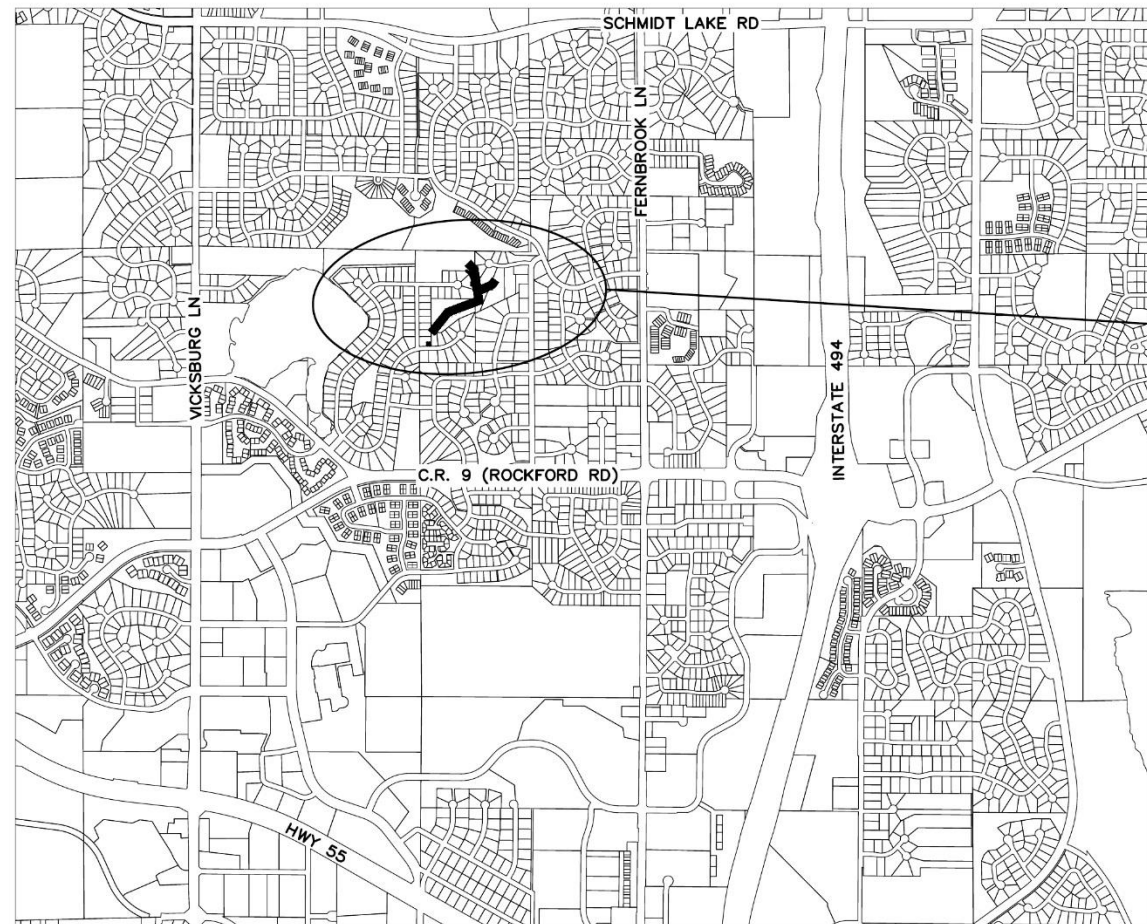 SCHMIDT LAKE RD
FERNBROOK LN
VICKSBURG LN
INTERSTATE 494
C.R. 9 (ROCKFORD RD)
HWY 55